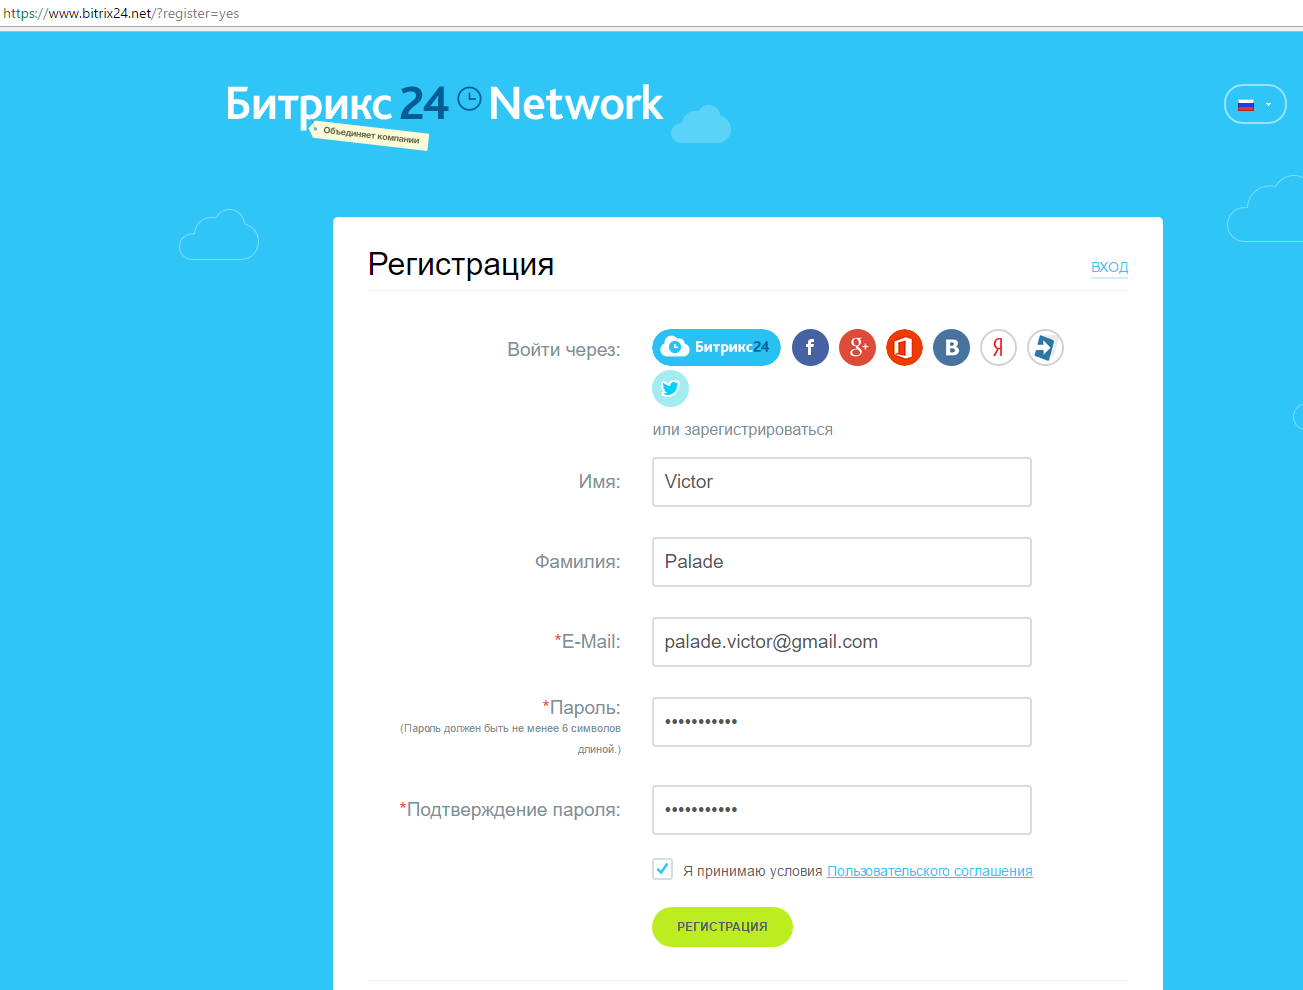 https://www.bitrix24.net/?register=yes
Битрикс 24 Network
Объединяет компании
Регистрация
ВХОД
Войти через:
Битрикс24
или зарегистрироваться
Имя:
Victor
Фамилия:
Palade
*E-Mail:
palade.victor@gmail.com
*Пароль:
(Пароль должен быть не менее 6 символов
длиной.)
•••••••••••
*Подтверждение пароля:
•••••••••••
Я принимаю условия Пользовательского соглашения
РЕГИСТРАЦИЯ